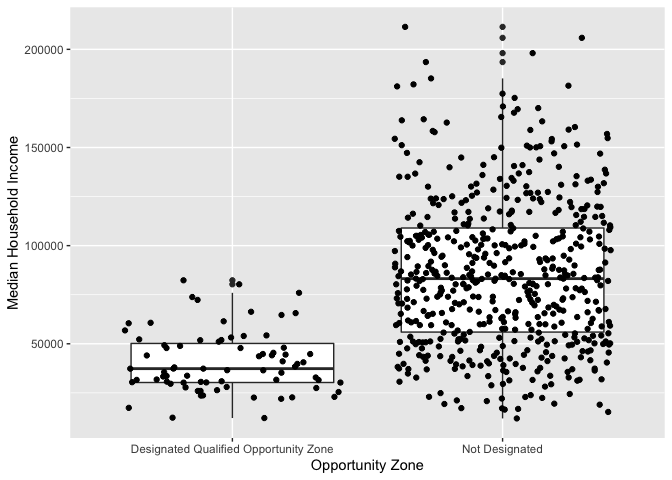 200000
150000
100000
50000
Median Household Income
Designated Qualified Opportunity Zone
Not Designated
Opportunity Zone